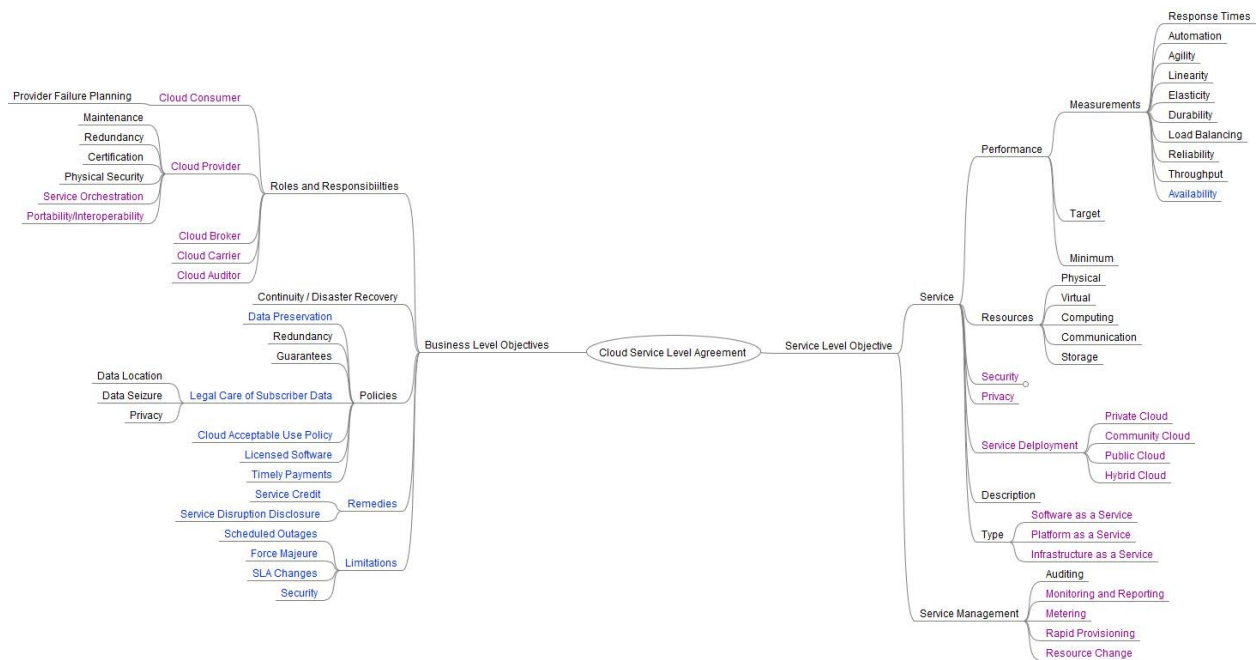 Cloud Service Level Agreement
Business Level Objectives
Roles and Responsibiilties
Cloud Consumer
Provider Failure Planning
Cloud Provider
Maintenance
Redundancy
Certification
Physical Security
Service Orchestration
Portability/Interoperability
Cloud Broker
Cloud Carrier
Cloud Auditor
Continuity / Disaster Recovery
Policies
Data Preservation
Redundancy
Guarantees
Legal Care of Subscriber Data
Data Location
Data Seizure
Privacy
Cloud Acceptable Use Policy
Licensed Software
Timely Payments
Remedies
Service Credit
Service Disruption Disclosure
Limitations
Scheduled Outages
Force Majeure
SLA Changes
Security
Service Level Objective
Service
Performance
Measurements
Response Times
Automation
Agility
Linearity
Elasticity
Durability
Load Balancing
Reliability
Throughput
Availability
Target
Minimum
Resources
Physical
Virtual
Computing
Communication
Storage
Security
Privacy
Service Delployment
Private Cloud
Community Cloud
Public Cloud
Hybrid Cloud
Description
Type
Software as a Service
Platform as a Service
Infrastructure as a Service
Service Management
Auditing
Monitoring and Reporting
Metering
Rapid Provisioning
Resource Change